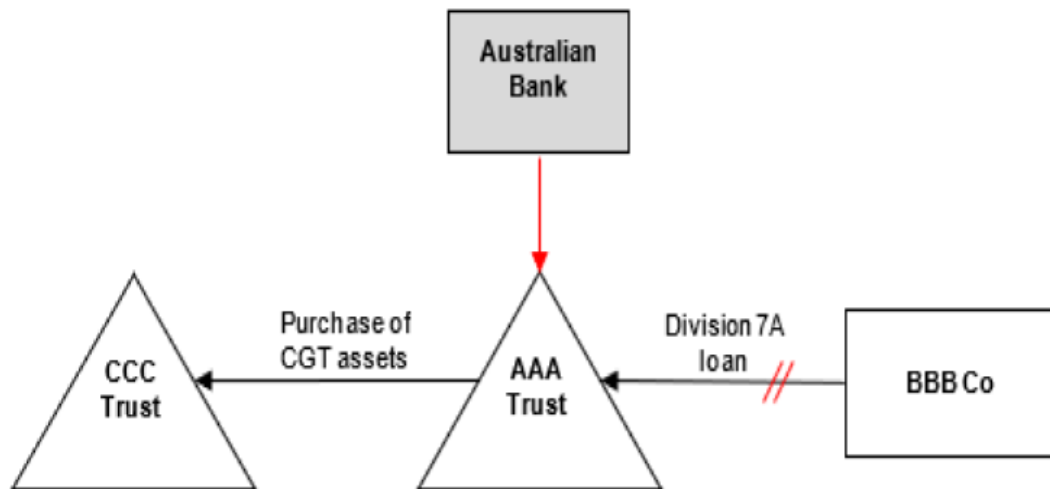 Australian
Bank
Purchase of
CGT assets
Division 7A
loan
CCC
Trust
AAA
Trust
BBB Co